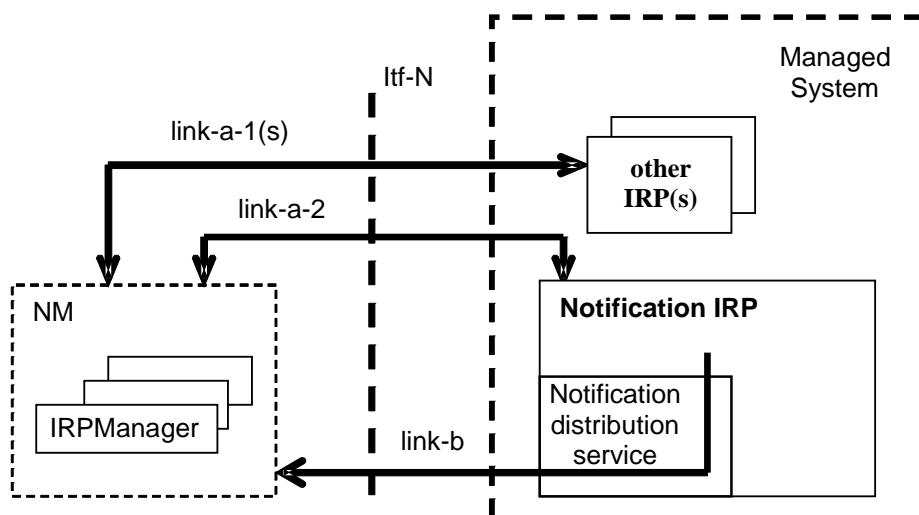 Managed
System
Itf-N
link-a-1(s)
other
IRP(s)
link-a-2
NM
Notification IRP
IRPManager
Notification
distribution
service
link-b